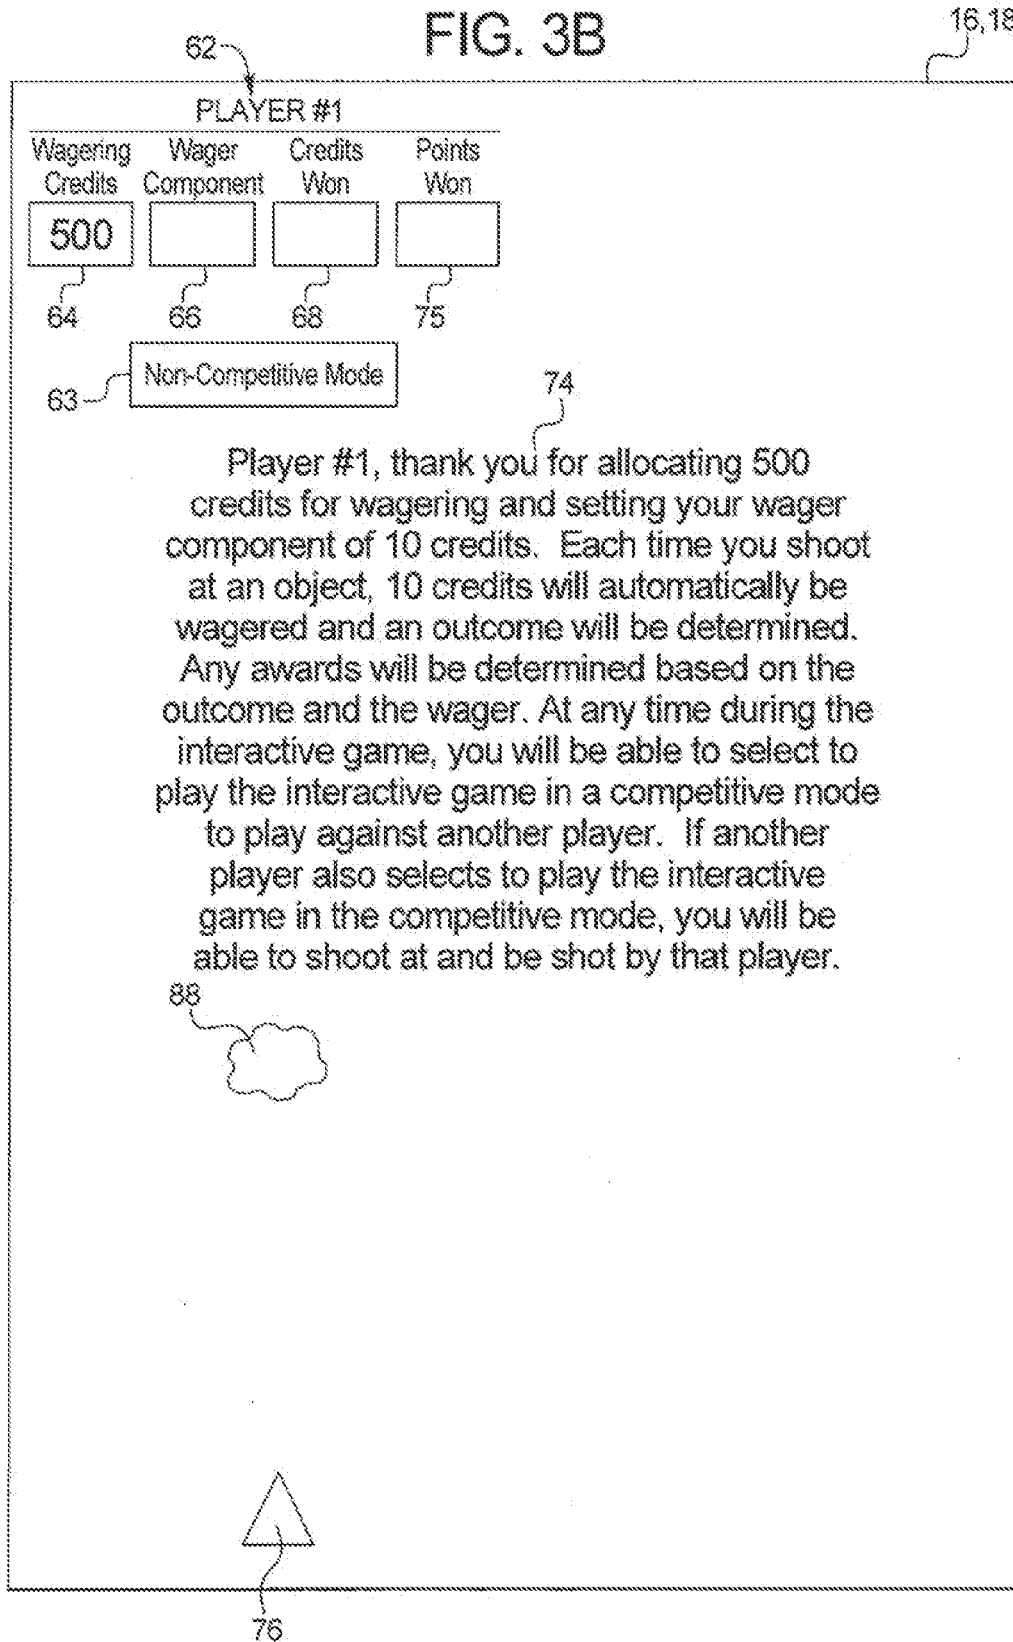 FIG. 3B
16,18
62
PLAYER #1
Wagering Wager Credits Points
Credits Component Won Won
500
64 66 68 75
Non-Competitive Mode
63
74
Player #1, thank you for allocating 500
credits for wagering and setting your wager
component of 10 credits. Each time you shoot
at an object, 10 credits will automatically be
wagered and an outcome will be determined.
Any awards will be determined based on the
outcome and the wager. At any time during the
interactive game, you will be able to select to
play the interactive game in a competitive mode
to play against another player. If another
player also selects to play the interactive
game in the competitive mode, you will be
able to shoot at and be shot by that player.
88
76